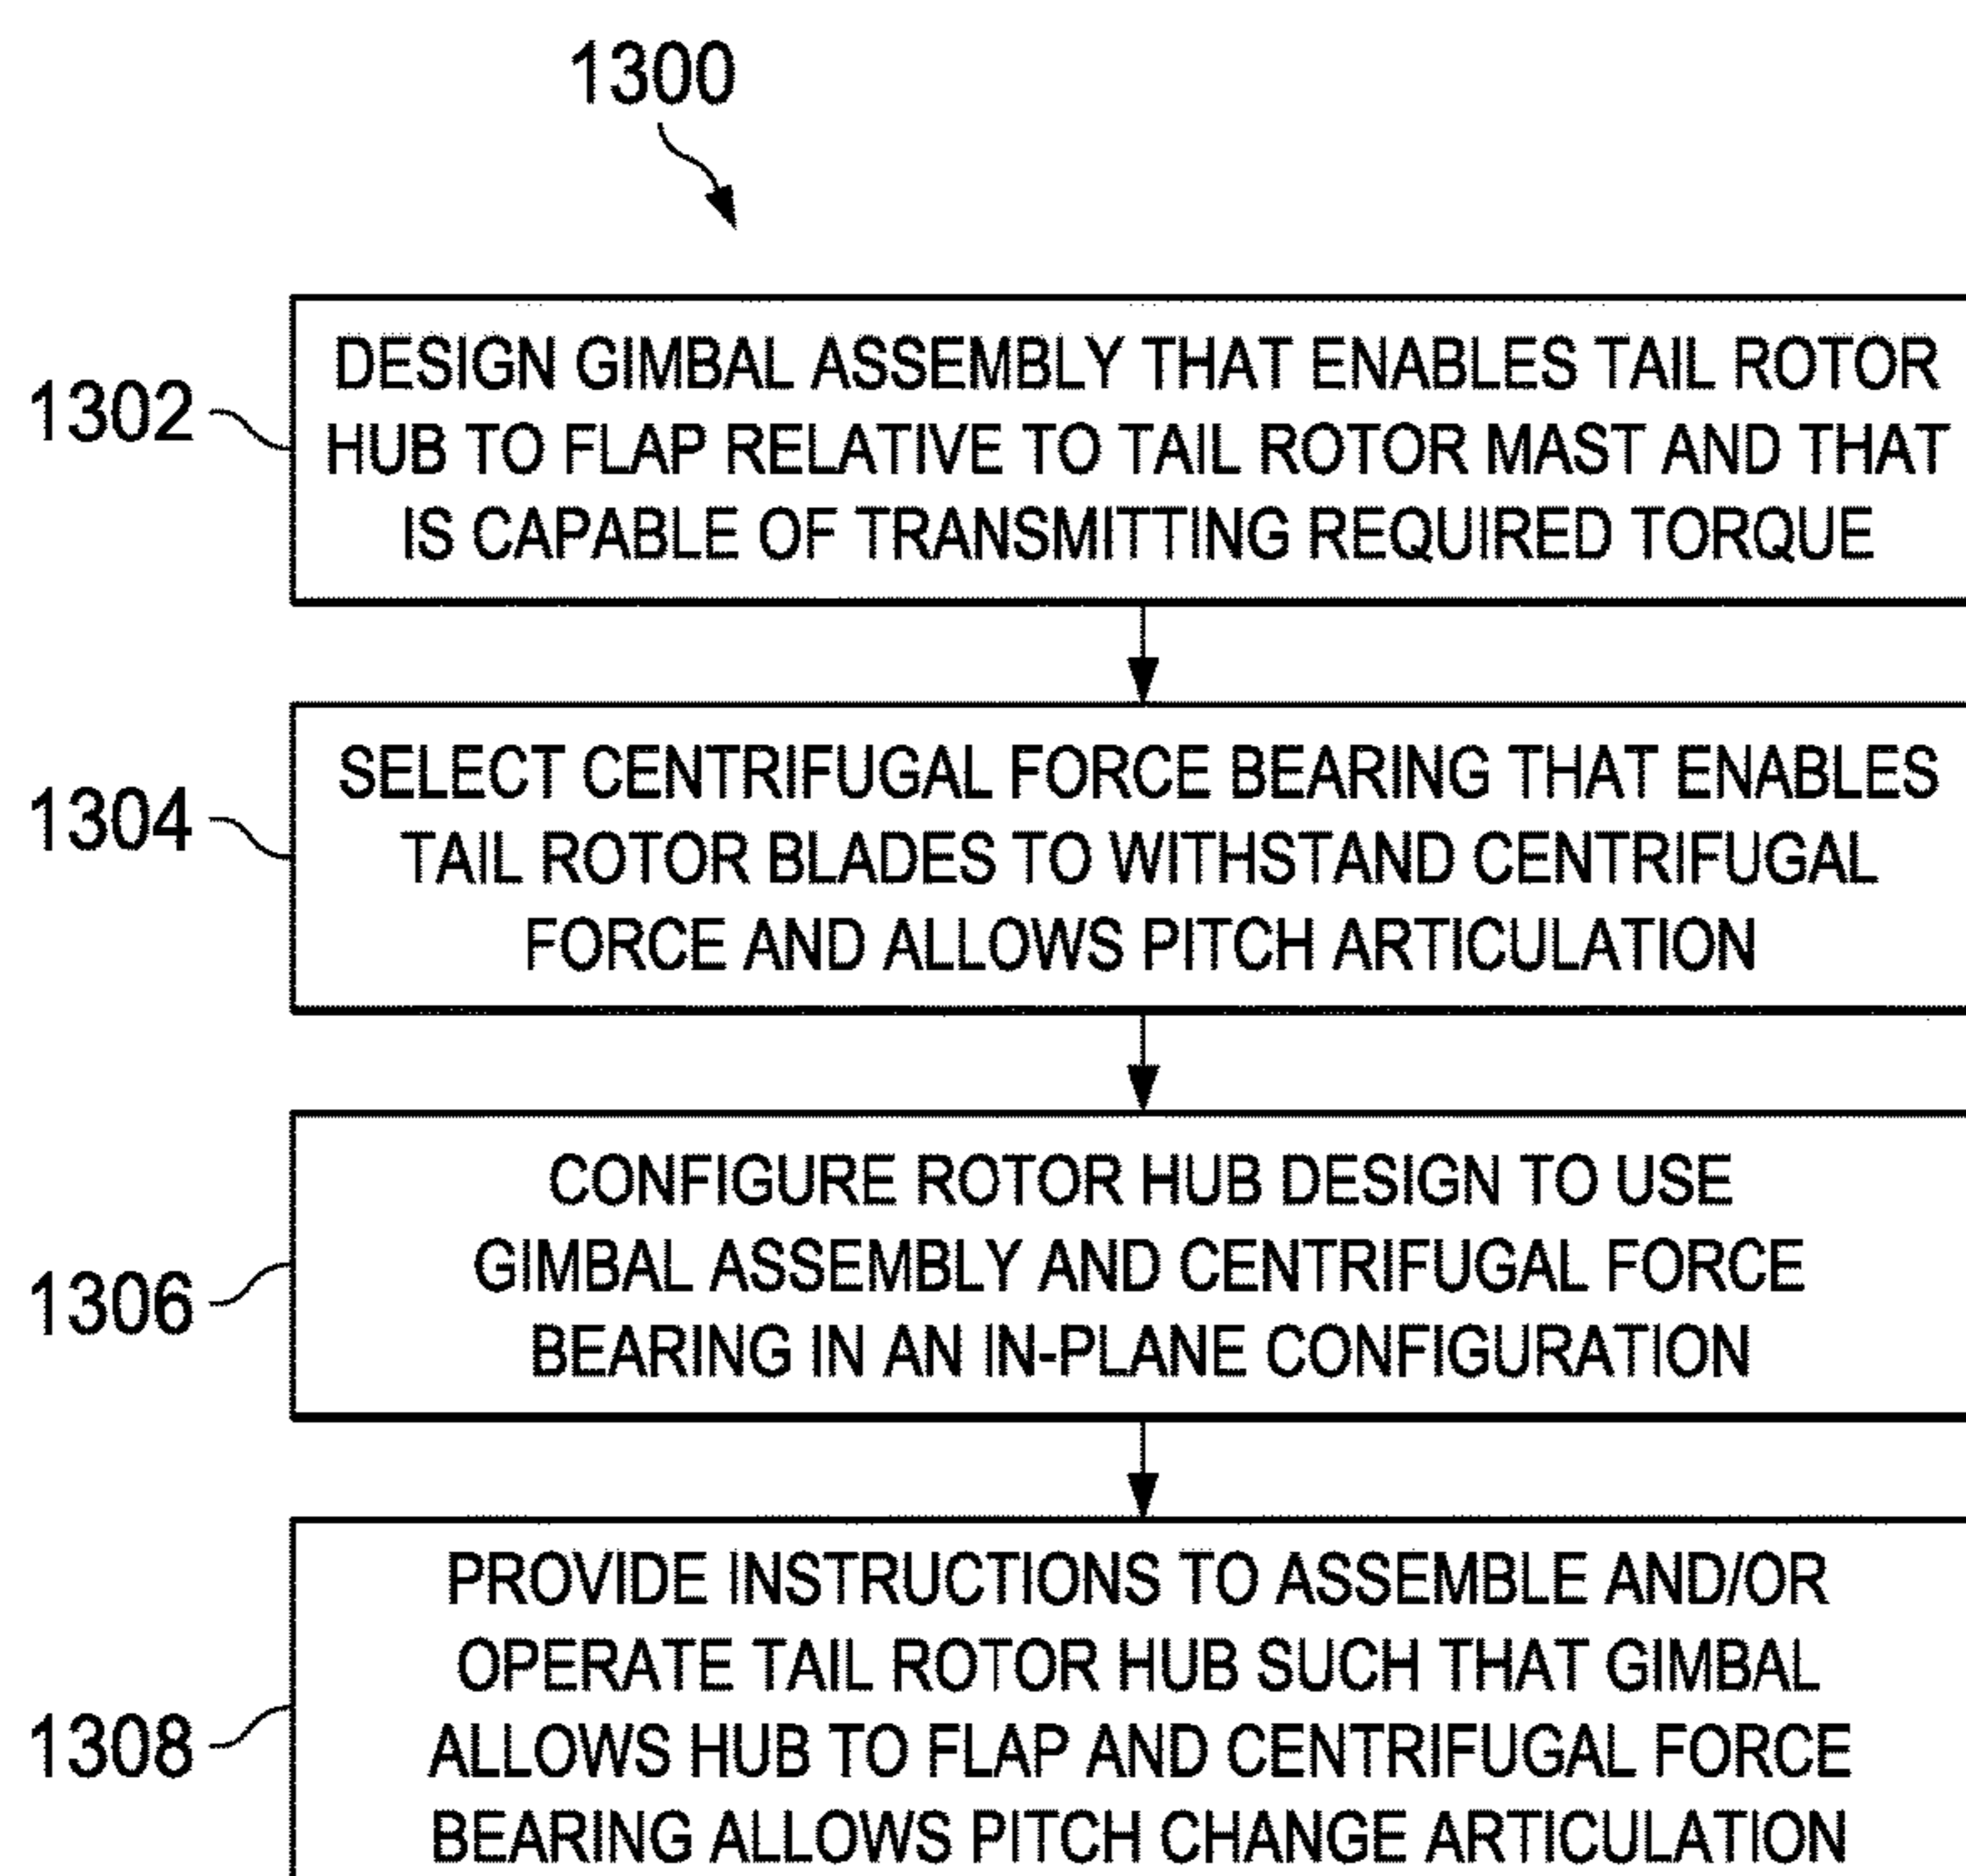 1300
1302
DESIGN GIMBAL ASSEMBLY THAT ENABLES TAIL ROTOR
HUB TO FLAP RELATIVE TO TAIL ROTOR MAST AND THAT
IS CAPABLE OF TRANSMITTING REQUIRED TORQUE
1304
SELECT CENTRIFUGAL FORCE BEARING THAT ENABLES
TAIL ROTOR BLADES TO WITHSTAND CENTRIFUGAL
FORCE AND ALLOWS PITCH ARTICULATION
1306
CONFIGURE ROTOR HUB DESIGN TO USE
GIMBAL ASSEMBLY AND CENTRIFUGAL FORCE
BEARING IN AN IN-PLANE CONFIGURATION
1308
PROVIDE INSTRUCTIONS TO ASSEMBLE AND/OR
OPERATE TAIL ROTOR HUB SUCH THAT GIMBAL
ALLOWS HUB TO FLAP AND CENTRIFUGAL FORCE
BEARING ALLOWS PITCH CHANGE ARTICULATION